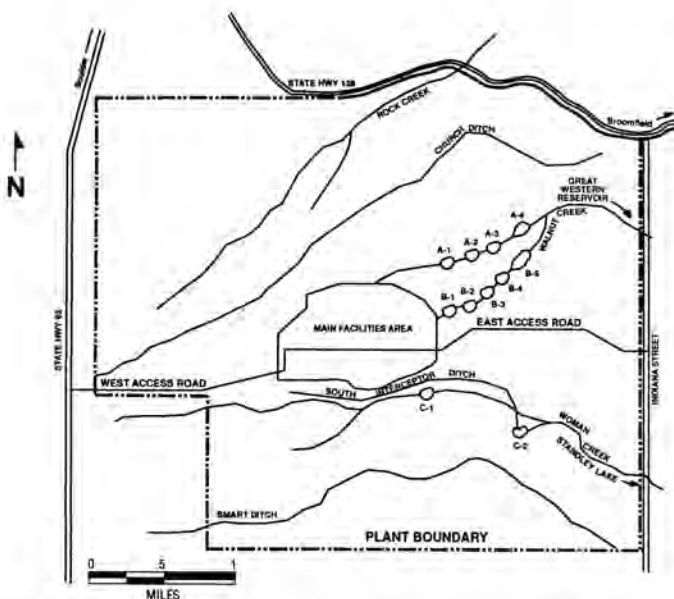 Boulder
STATE HWY 128
Broomfield
N
ROCK CREEK
CHURCH DITCH
GREAT
WESTERN
RESERVOIR
A-4
A-3
A-2
A-1
WALNUT
CREEK
B-5
B-4
B-3
B-2
B-1
MAIN FACILITIES AREA
EAST ACCESS ROAD
STATE HWY 93
INDIANA STREET
WEST ACCESS ROAD
SOUTH INTERCEPTOR DITCH
C-1
C-2
WOMAN
CREEK
STANDLEY LAKE
SMART DITCH
PLANT BOUNDARY
0 .5 1
MILES